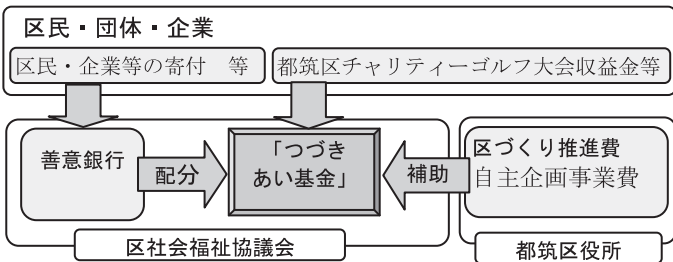 区民・団体・企業
区民・企業等の寄付　等
都筑区チャリティーゴルフ大会収益金等
善意銀行
配分
「つづき
あい基金」
補助
区づくり推進費
自主企画事業費
区社会福祉協議会
都筑区役所